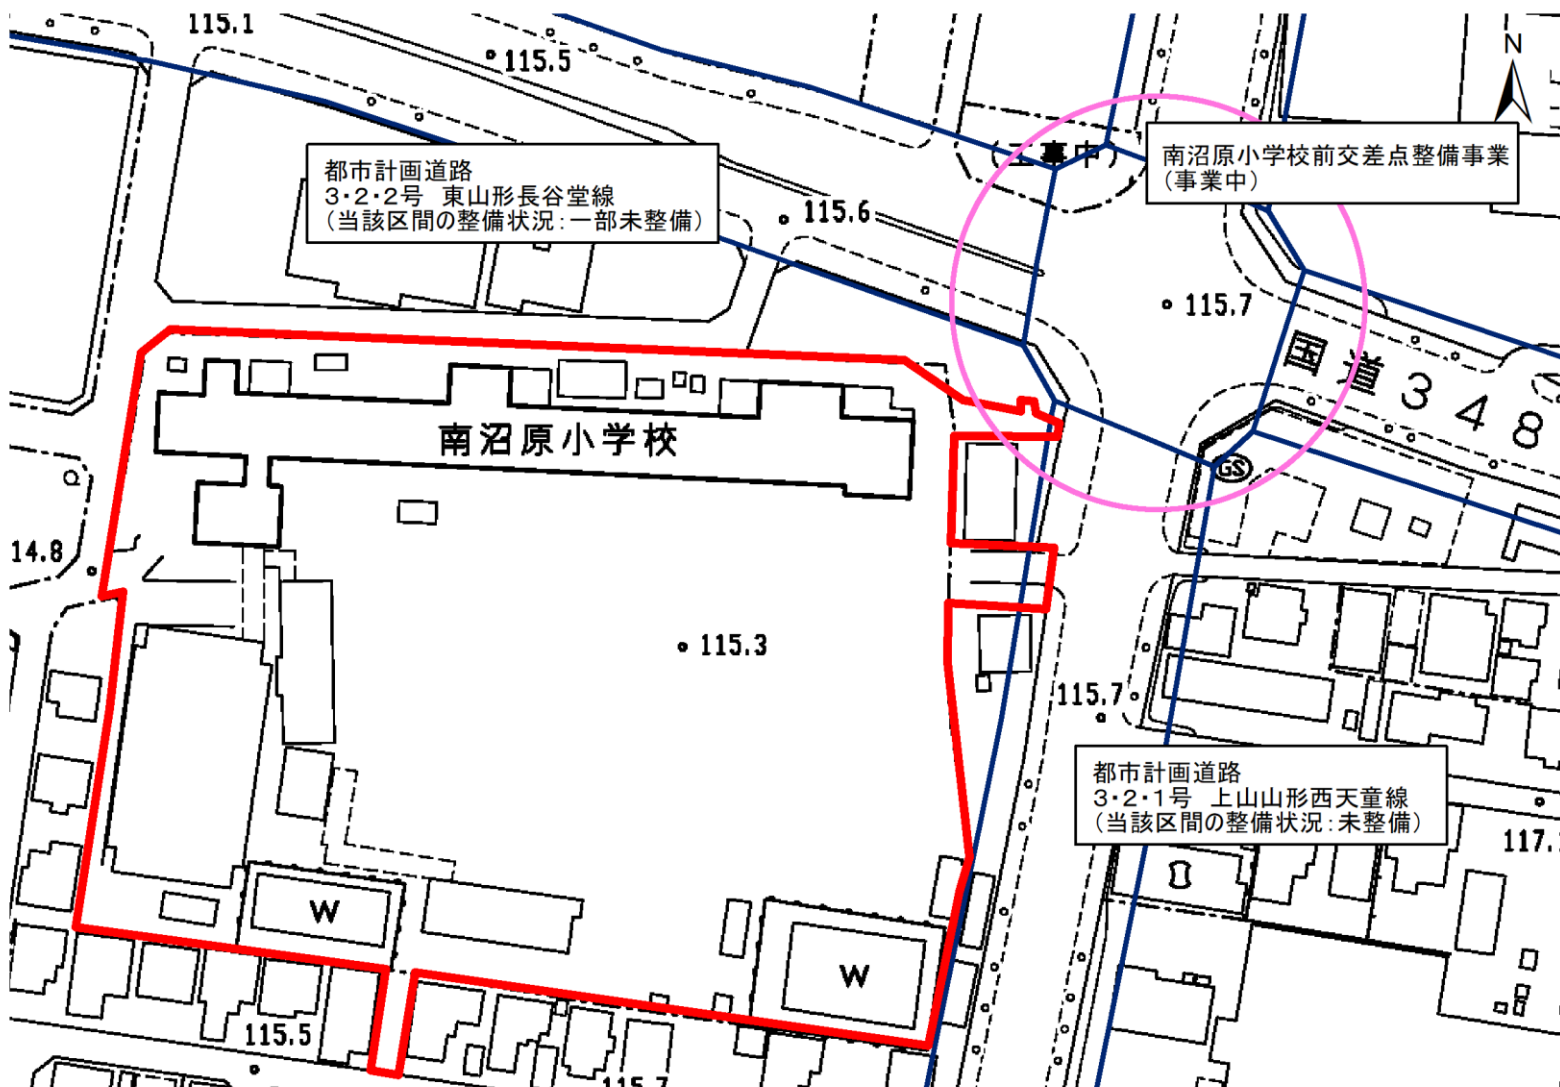 115.1
115.5
N
都市計画道路
3・2・2号 東山形長谷堂線
(当該区間の整備状況:一部未整備)
(工事中)
南沼原小学校前交差点整備事業
(事業中)
115.6
115.7
国道348
南沼原小学校
GS
14.8
115.3
115.7
都市計画道路
3・2・1号 上山山形西天童線
(当該区間の整備状況:未整備)
117.
W
W
115.5
115.7